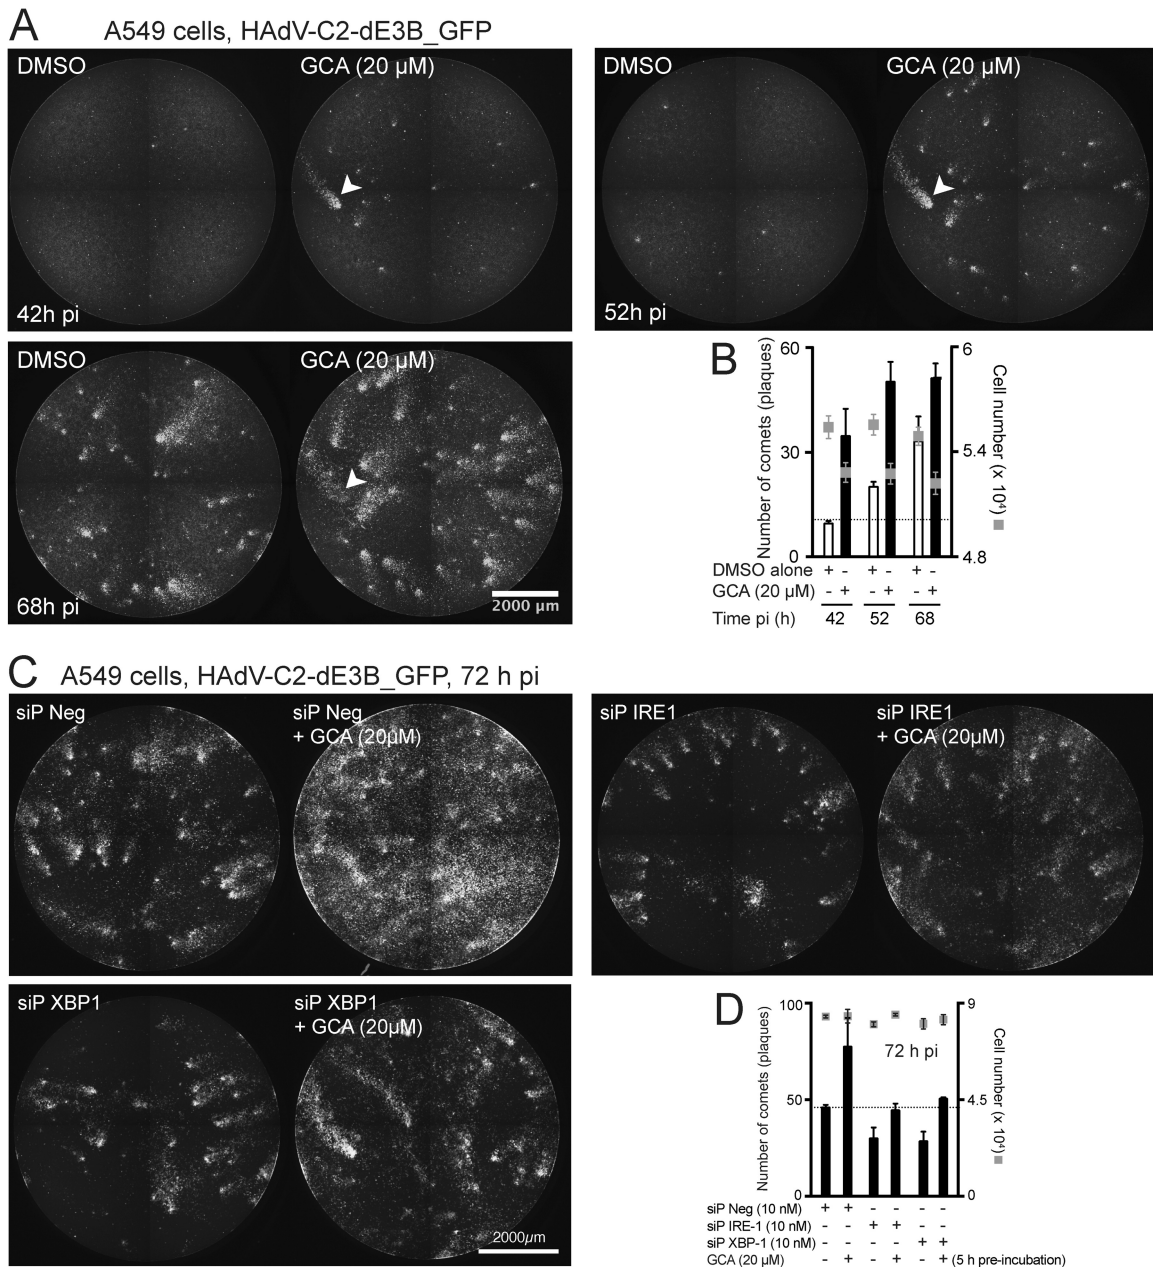 A
A549 cells, HAdV-C2-dE3B_GFP
DMSO
GCA (20 µM)
42h pi
DMSO
GCA (20 µM)
52h pi
DMSO
GCA (20 µM)
68h pi
2000 µm
B
Number of comets (plaques)
60
30
0
6
5.4
4.8
Cell number (x 10⁴)
DMSO alone + - + - + -
GCA (20 µM) - + - + - +
Time pi (h) 42 52 68
C
A549 cells, HAdV-C2-dE3B_GFP, 72 h pi
siP Neg
siP Neg
+ GCA (20µM)
siP IRE1
siP IRE1
+ GCA (20µM)
siP XBP1
siP XBP1
+ GCA (20µM)
2000µm
D
Number of comets (plaques)
100
50
0
72 h pi
9
4.5
0
Cell number (x 10⁴)
siP Neg (10 nM) + + - - - -
siP IRE-1 (10 nM) - - + + - -
siP XBP-1 (10 nM) - - - - + +
GCA (20 µM) - + - + - + (5 h pre-incubation)